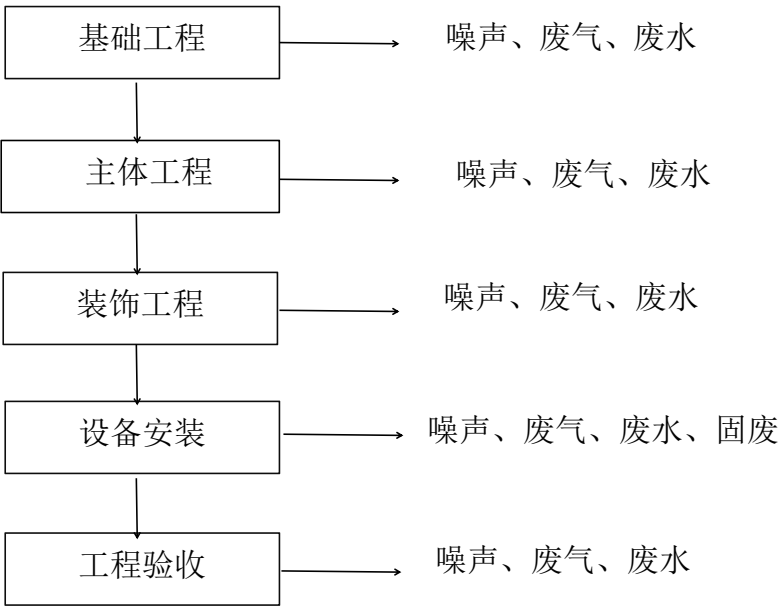 基础工程 噪声、废气、废水
主体工程 噪声、废气、废水
装饰工程 噪声、废气、废水
设备安装 噪声、废气、废水、固废
工程验收 噪声、废气、废水